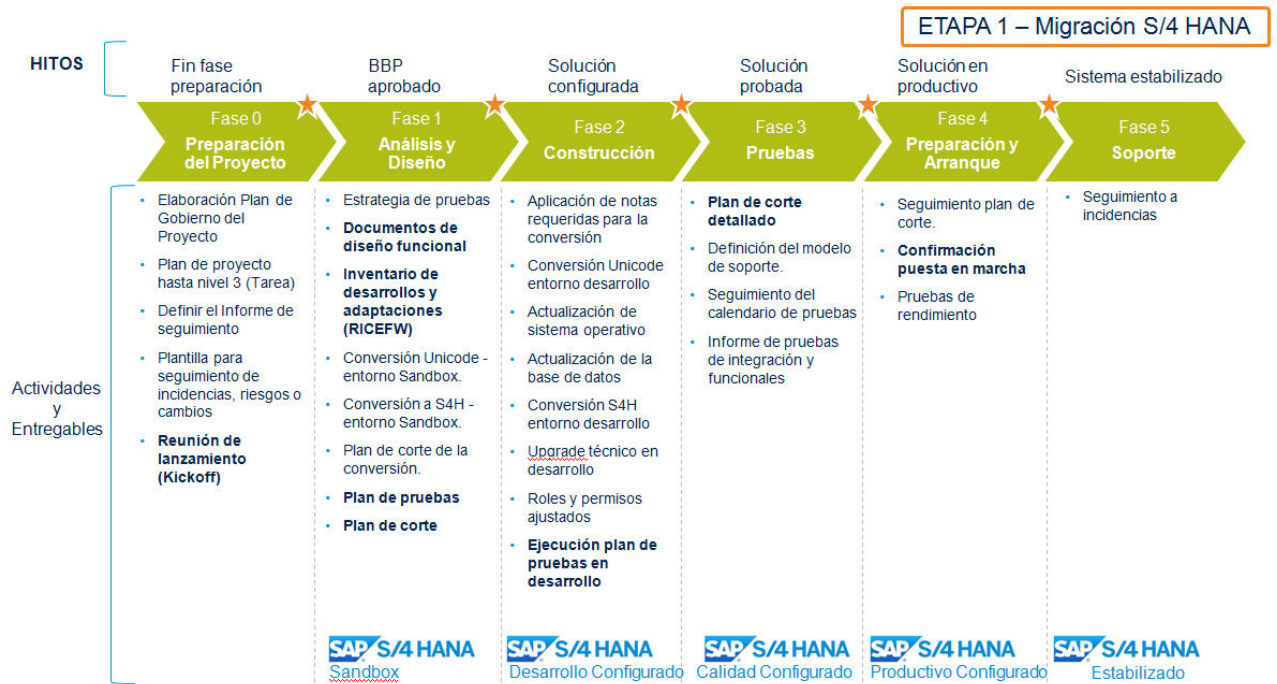 ETAPA 1 – Migración S/4 HANA
HITOS
Fin fase
preparación
BBP
aprobado
Solución
configurada
Solución
probada
Solución en
productivo
Sistema estabilizado
Fase 0
Preparación
del Proyecto
Fase 1
Análisis y
Diseño
Fase 2
Construcción
Fase 3
Pruebas
Fase 4
Preparación y
Arranque
Fase 5
Soporte
Actividades
y
Entregables
• Elaboración Plan de
Gobierno del
Proyecto
• Plan de proyecto
hasta nivel 3 (Tarea)
• Definir el Informe de
seguimiento
• Plantilla para
seguimiento de
incidencias, riesgos o
cambios
• Reunión de
lanzamiento
(Kickoff)
• Estrategia de pruebas
• Documentos de
diseño funcional
• Inventario de
desarrollos y
adaptaciones
(RICEFW)
• Conversión Unicode -
entorno Sandbox.
• Conversión a S4H -
entorno Sandbox.
• Plan de corte de la
conversión.
• Plan de pruebas
• Plan de corte
• Aplicación de notas
requeridas para la
conversión
• Conversión Unicode
entorno desarrollo
• Actualización de
sistema operativo
• Actualización de la
base de datos
• Conversión S4H
entorno desarrollo
• Upgrade técnico en
desarrollo
• Roles y permisos
ajustados
• Ejecución plan de
pruebas en
desarrollo
• Plan de corte
detallado
• Definición del modelo
de soporte.
• Seguimiento del
calendario de pruebas
• Informe de pruebas
de integración y
funcionales
• Seguimiento plan de
corte.
• Confirmación
puesta en marcha
• Pruebas de
rendimiento
• Seguimiento a
incidencias
SAP S/4 HANA
Sandbox
SAP S/4 HANA
Desarrollo Configurado
SAP S/4 HANA
Calidad Configurado
SAP S/4 HANA
Productivo Configurado
SAP S/4 HANA
Estabilizado